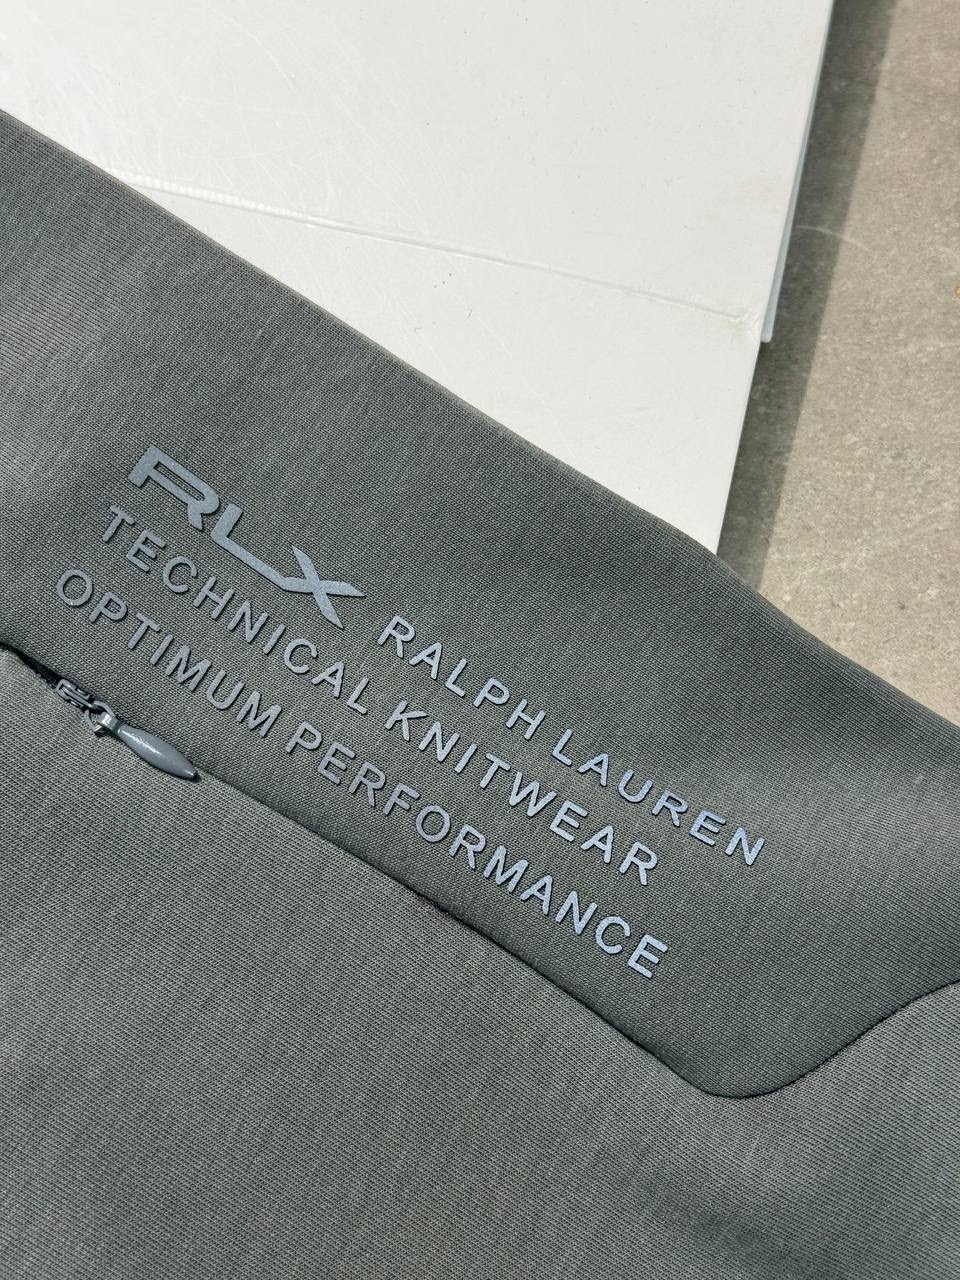 RLX RALPH LAUREN
TECHNICAL KNITWEAR
OPTIMUM PERFORMANCE